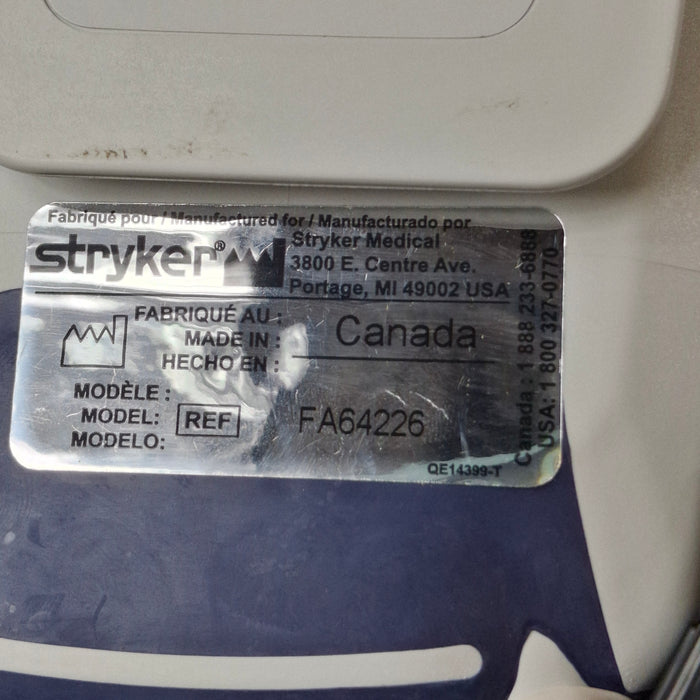 Fabriqué pour / Manufactured for / Manufacturado por
stryker®
Stryker Medical
3800 E. Centre Ave.
Portage, MI 49002 USA
FABRIQUÉ AU :
MADE IN :
HECHO EN :
Canada
MODÈLE :
MODEL:
MODELO:
REF
FA64226
QE14399-T
Canada : 1 888 233-6888
USA: 1 800 327-0770